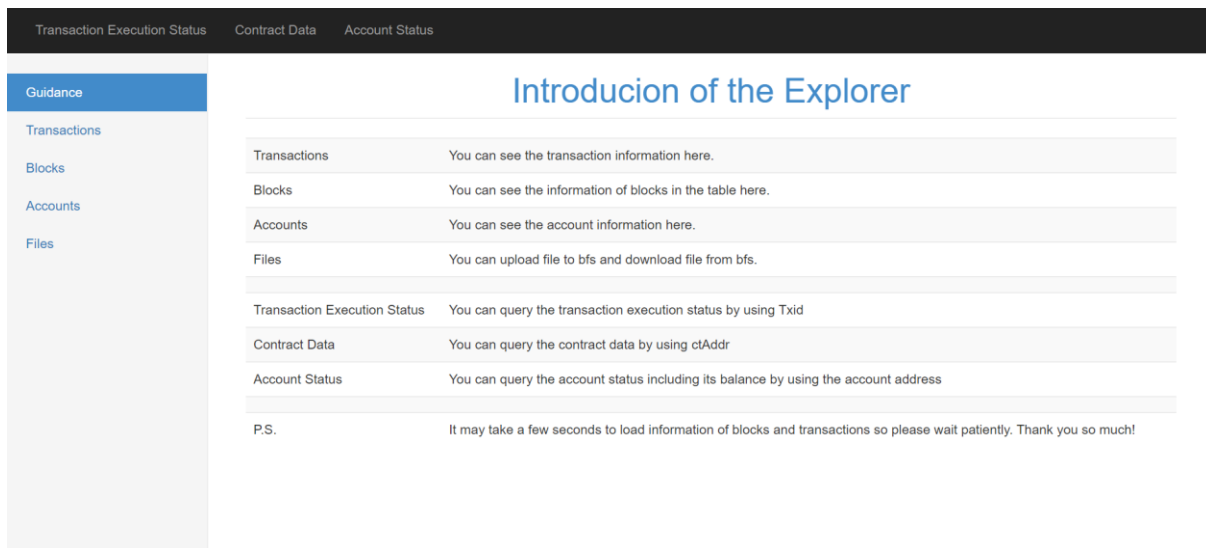 Transaction Execution Status Contract Data Account Status
Guidance
Transactions
Blocks
Accounts
Files
Introducion of the Explorer
Transactions You can see the transaction information here.
Blocks You can see the information of blocks in the table here.
Accounts You can see the account information here.
Files You can upload file to bfs and download file from bfs.
Transaction Execution Status You can query the transaction execution status by using Txid
Contract Data You can query the contract data by using ctAddr
Account Status You can query the account status including its balance by using the account address
P.S. It may take a few seconds to load information of blocks and transactions so please wait patiently. Thank you so much!